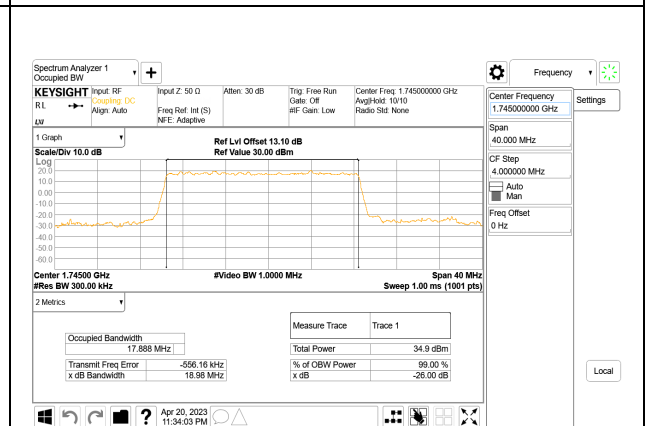 Spectrum Analyzer 1
Occupied BW
Frequency
KEYSIGHT
RL
LXI
Input: RF
Coupling: DC
Align: Auto
Input Z: 50 Ω
Freq Ref: Int (S)
NFE: Adaptive
Atten: 30 dB
Trig: Free Run
Gate: Off
#IF Gain: Low
Center Freq: 1.745000000 GHz
Avg|Hold: 10/10
Radio Std: None
Center Frequency
1.745000000 GHz
Settings
Span
40.000 MHz
CF Step
4.000000 MHz
Auto
Man
Freq Offset
0 Hz
1 Graph
Scale/Div 10.0 dB
Ref Lvl Offset 13.10 dB
Ref Value 30.00 dBm
Log
20.0
10.0
0.00
-10.0
-20.0
-30.0
-40.0
-50.0
-60.0
Center 1.74500 GHz
#Video BW 1.0000 MHz
Span 40 MHz
#Res BW 300.00 kHz
Sweep 1.00 ms (1001 pts)
2 Metrics
Measure Trace
Trace 1
Occupied Bandwidth
17.888 MHz
Total Power
34.9 dBm
Transmit Freq Error
-556.16 kHz
% of OBW Power
99.00 %
x dB Bandwidth
18.98 MHz
x dB
-26.00 dB
Local
?
Apr 20, 2023
11:34:03 PM